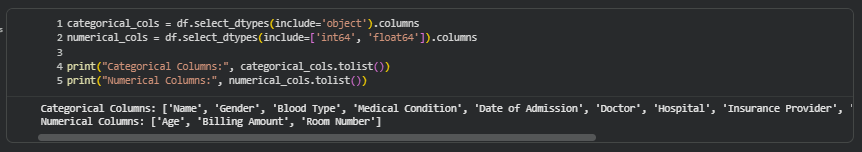 1 categorical_cols = df.select_dtypes(include='object').columns
2 numerical_cols = df.select_dtypes(include=['int64', 'float64']).columns
3
4 print("Categorical Columns:", categorical_cols.tolist())
5 print("Numerical Columns:", numerical_cols.tolist())
Categorical Columns: ['Name', 'Gender', 'Blood Type', 'Medical Condition', 'Date of Admission', 'Doctor', 'Hospital', 'Insurance Provider', '
Numerical Columns: ['Age', 'Billing Amount', 'Room Number']